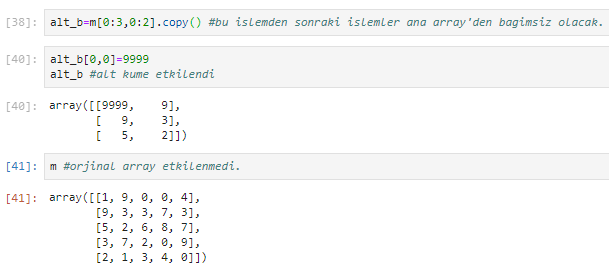 [38]: alt_b=m[0:3,0:2].copy() #bu islemden sonraki islemler ana array'den bagimsiz olacak.
[40]: alt_b[0,0]=9999
alt_b #alt kume etkilendi
[40]: array([[9999,    9],
       [   9,    3],
       [   5,    2]])
[41]: m #orjinal array etkilenmedi.
[41]: array([[1, 9, 0, 0, 4],
       [9, 3, 3, 7, 3],
       [5, 2, 6, 8, 7],
       [3, 7, 2, 0, 9],
       [2, 1, 3, 4, 0]])